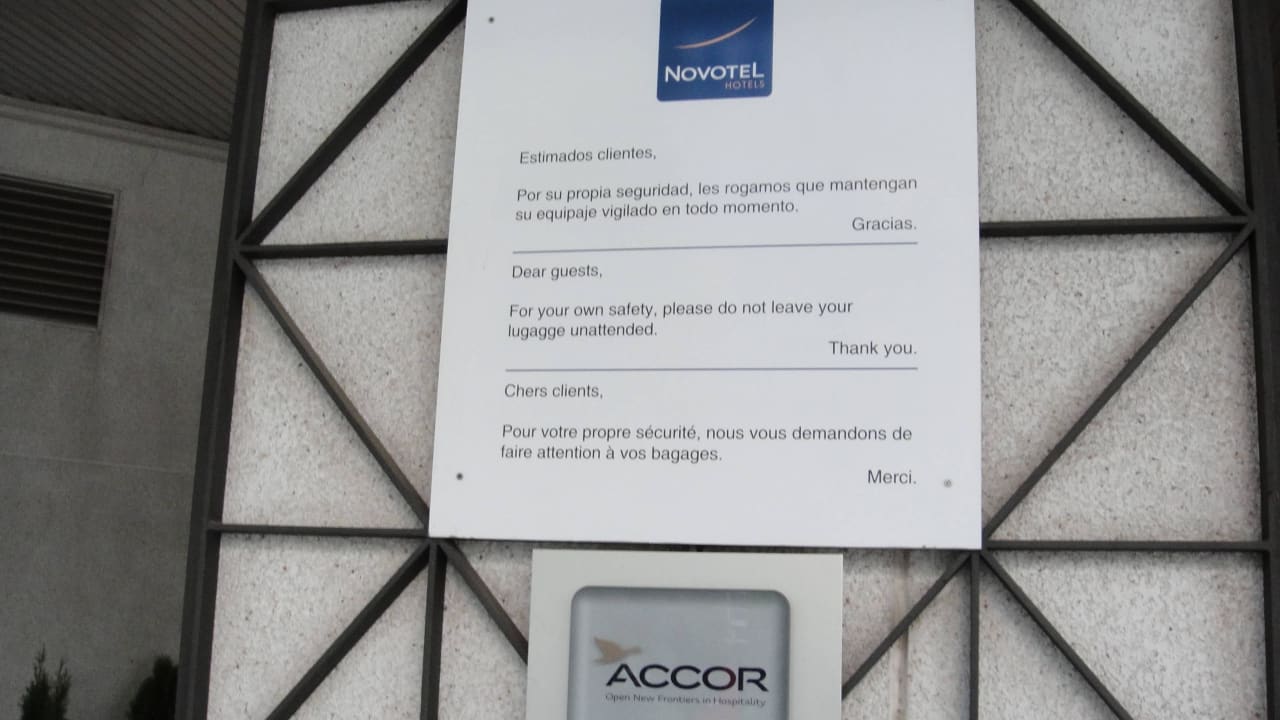 NOVOTEL
HOTELS
Estimados clientes,
Por su propia seguridad, les rogamos que mantengan
su equipaje vigilado en todo momento.
Gracias.
Dear guests,
For your own safety, please do not leave your
lugagge unattended.
Thank you.
Chers clients,
Pour votre propre sécurité, nous vous demandons de
faire attention à vos bagages.
Merci.
ACCOR
Open New Frontiers in Hospitality